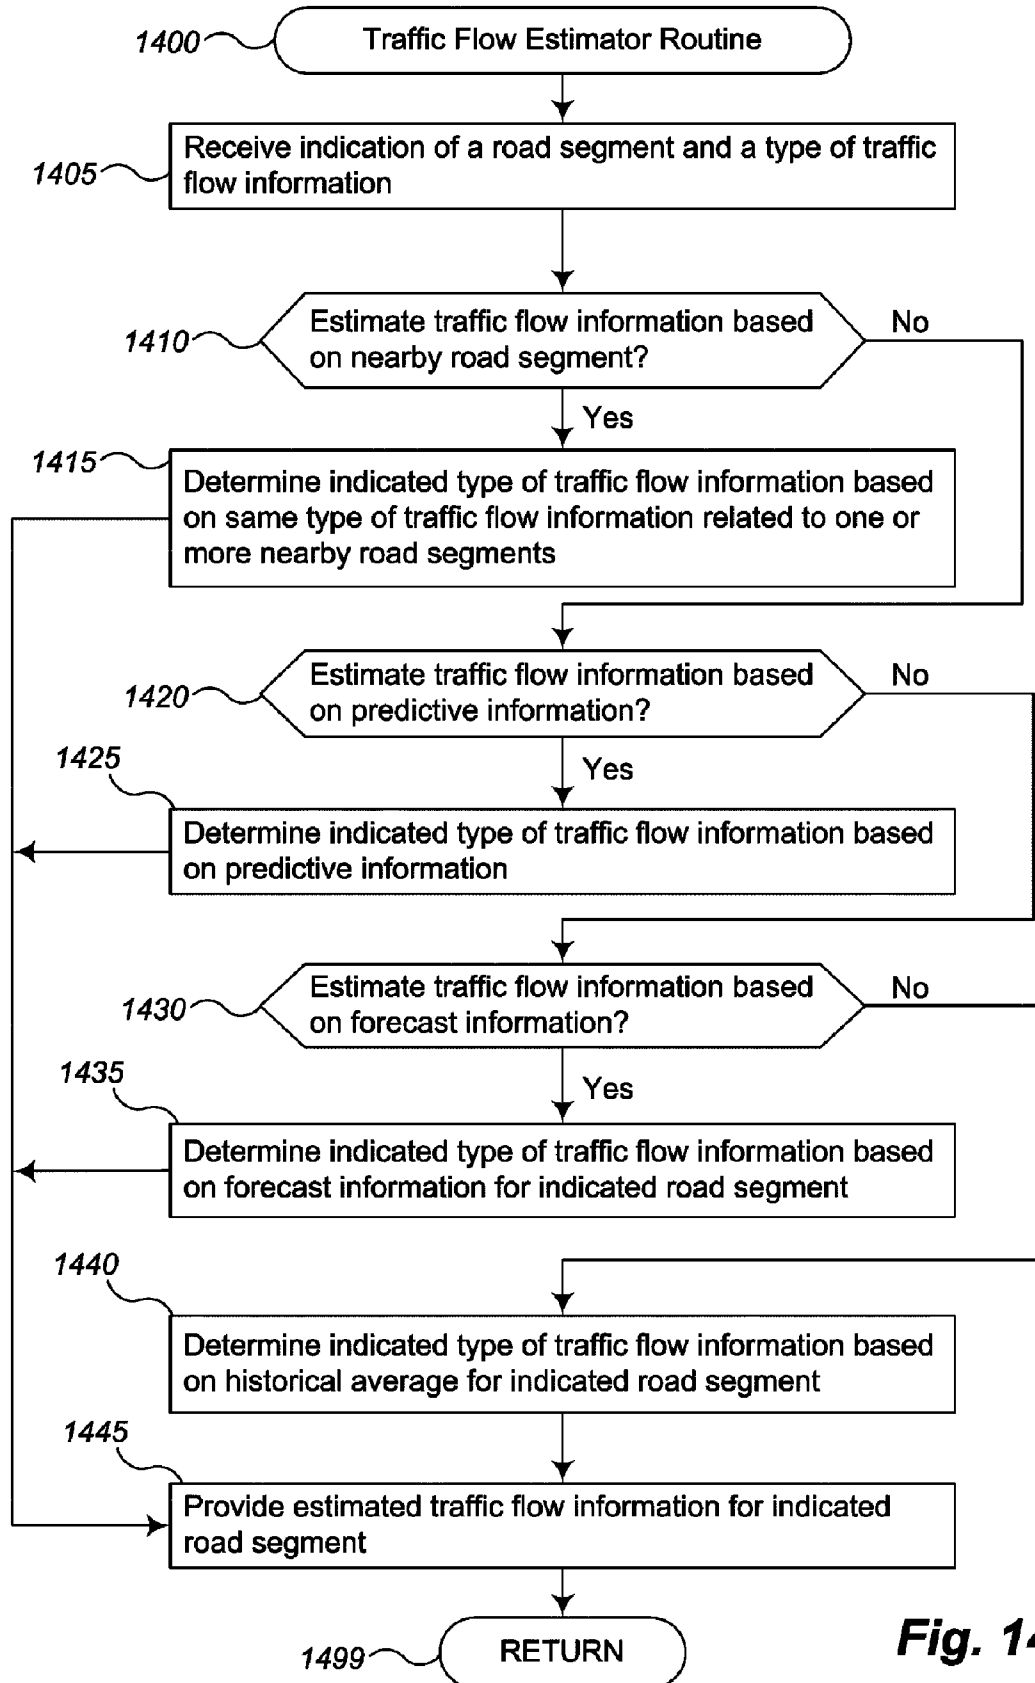 1400
Traffic Flow Estimator Routine
1405
Receive indication of a road segment and a type of traffic
flow information
1410
Estimate traffic flow information based
on nearby road segment?
No
Yes
1415
Determine indicated type of traffic flow information based
on same type of traffic flow information related to one or
more nearby road segments
1420
Estimate traffic flow information based
on predictive information?
No
Yes
1425
Determine indicated type of traffic flow information based
on predictive information
1430
Estimate traffic flow information based
on forecast information?
No
Yes
1435
Determine indicated type of traffic flow information based
on forecast information for indicated road segment
1440
Determine indicated type of traffic flow information based
on historical average for indicated road segment
1445
Provide estimated traffic flow information for indicated
road segment
1499
RETURN
Fig. 14